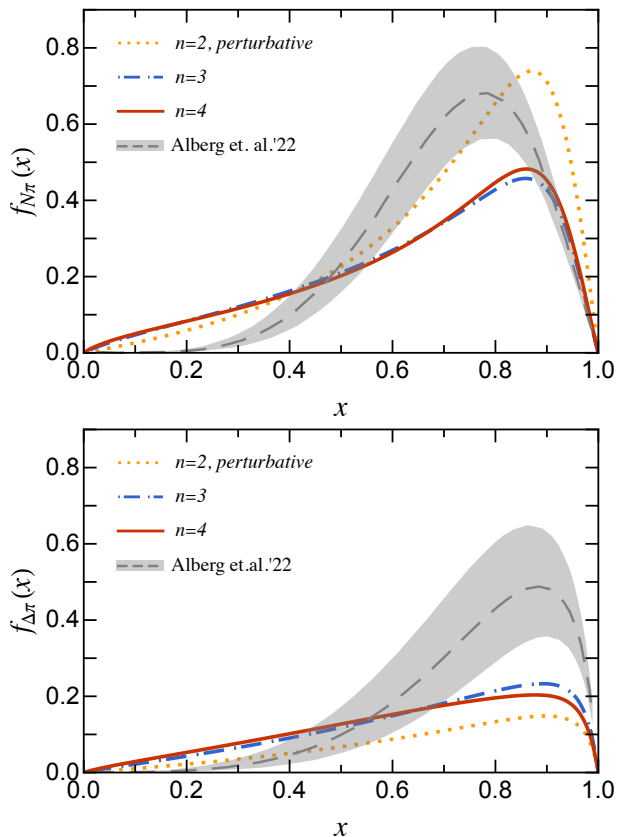 0.8
0.6
0.4
0.2
0.0
f_{Nπ}(x)
n=2, perturbative
n=3
n=4
Alberg et. al.'22
0.0 0.2 0.4 0.6 0.8 1.0
x
0.8
0.6
0.4
0.2
0.0
f_{Δπ}(x)
n=2, perturbative
n=3
n=4
Alberg et.al.'22
0.0 0.2 0.4 0.6 0.8 1.0
x